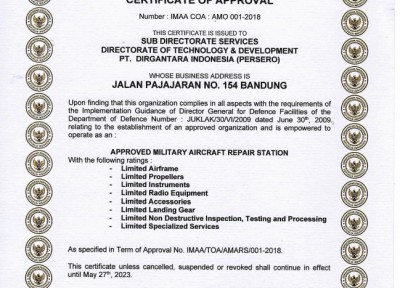 CERTIFICATE OF APPROVAL
Number : IMAA COA : AMO 001-2018
THIS CERTIFICATE IS ISSUED TO
SUB DIRECTORATE SERVICES
DIRECTORATE OF TECHNOLOGY & DEVELOPMENT
PT. DIRGANTARA INDONESIA (PERSERO)
WHOSE BUSINESS ADDRESS IS
JALAN PAJAJARAN NO. 154 BANDUNG
Upon finding that this organization complies in all aspects with the requirements of
the Implementation Guidance of Director General for Defence Facilities of the
Department of Defence Number : JUKLAK/30/VI/2009 dated June 30th, 2009,
relating to the establishment of an approved organization and is empowered to
operate as an :
APPROVED MILITARY AIRCRAFT REPAIR STATION
With the following ratings :
- Limited Airframe
- Limited Propellers
- Limited Instruments
- Limited Radio Equipment
- Limited Accessories
- Limited Landing Gear
- Limited Non Destructive Inspection, Testing and Processing
- Limited Specialized Services
As specified in Term of Approval No. IMAA/TOA/AMARS/001-2018.
This certificate unless cancelled, suspended or revoked shall continue in effect
until May 27th, 2023.